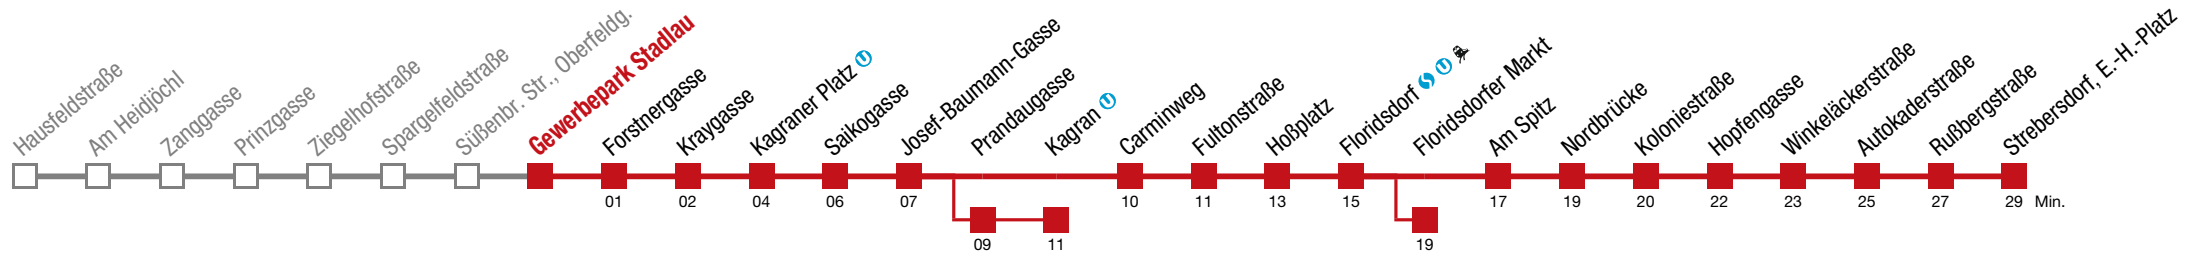 Hausfeldstraße
Am Heidjöchl
Zanggasse
Prinzgasse
Ziegelhofstraße
Spargelfeldstraße
Süßenbr. Str., Oberfeldg.
Gewerbepark Stadlau
Forstnergasse
Kraygasse
Kagraner Platz U
Saikogasse
Josef-Baumann-Gasse
Prandaugasse
Kagran U
Carminweg
Fultonstraße
Hoßplatz
Floridsdorf S U
Floridsdorfer Markt
Am Spitz
Nordbrücke
Koloniestraße
Hopfengasse
Winkeläckerstraße
Autokaderstraße
Rußbergstraße
Strebersdorf, E.-H.-Platz
01 02 04 06 07 10 11 13 15 17 19 20 22 23 25 27 29 Min.
09 11 19